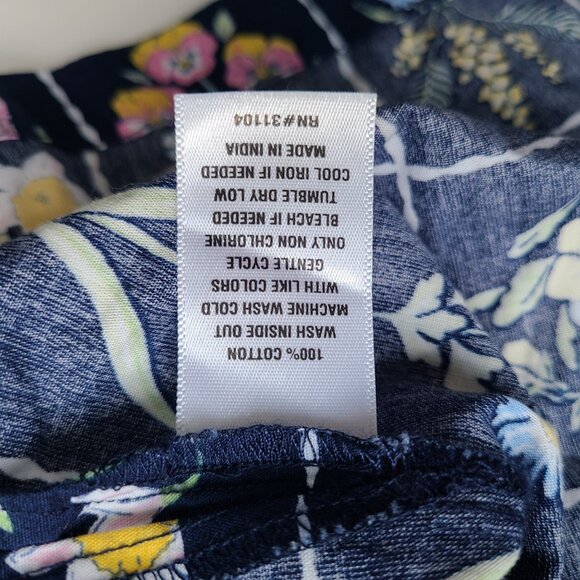 100% COTTON
WASH INSIDE OUT
MACHINE WASH COLD
WITH LIKE COLORS
GENTLE CYCLE
ONLY NON CHLORINE
BLEACH IF NEEDED
TUMBLE DRY LOW
COOL IRON IF NEEDED
MADE IN INDIA
RN#31104